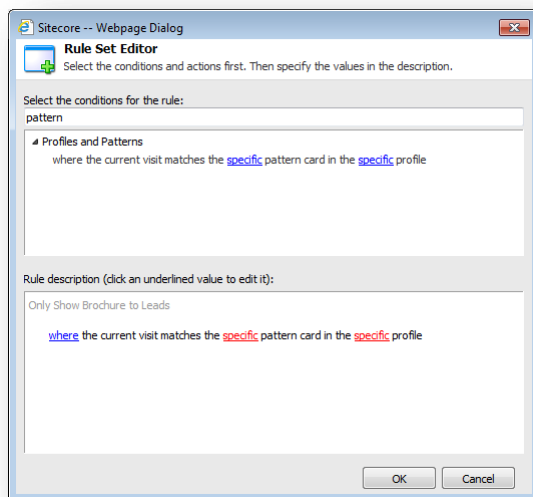 Sitecore -- Webpage Dialog
Rule Set Editor
Select the conditions and actions first. Then specify the values in the description.
Select the conditions for the rule:
pattern
Profiles and Patterns
where the current visit matches the specific pattern card in the specific profile
Rule description (click an underlined value to edit it):
Only Show Brochure to Leads
where the current visit matches the specific pattern card in the specific profile
OK Cancel